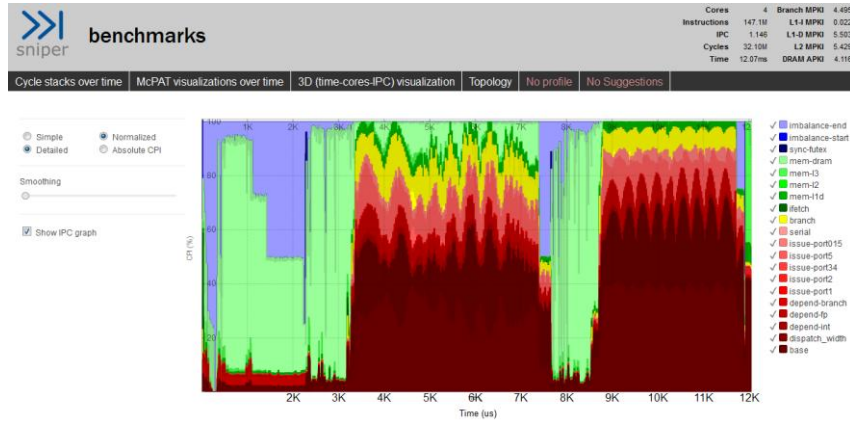 sniper
benchmarks
Cores 4 Branch MPKI 4.495
Instructions 147.1M L1-I MPKI 0.022
IPC 1.146 L1-D MPKI 5.503
Cycles 32.10M L2 MPKI 5.429
Time 12.07ms DRAM APKI 4.116
Cycle stacks over time McPAT visualizations over time 3D (time-cores-IPC) visualization Topology No profile No Suggestions
Simple Normalized
Detailed Absolute CPI
Smoothing
Show IPC graph
CPI (%)
100
80
60
40
20
1K 2K 3K 4K 5K 6K 7K 8K 9K 10K 11K 12
2K 3K 4K 5K 6K 7K 8K 9K 10K 11K 12K
Time (us)
imbalance-end
imbalance-start
sync-futex
mem-dram
mem-l3
mem-l2
mem-l1d
ifetch
branch
serial
issue-port015
issue-port5
issue-port34
issue-port2
issue-port1
depend-branch
depend-fp
depend-int
dispatch_width
base